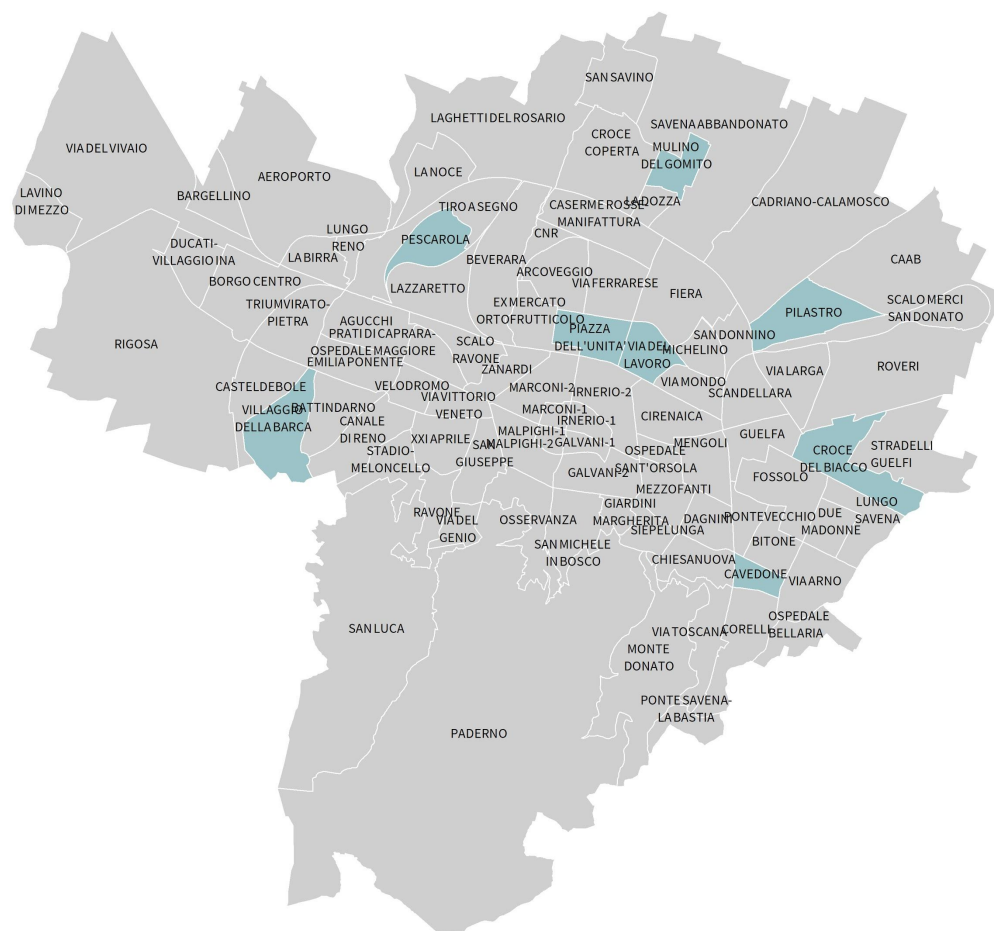 SAN SAVINO
LAGHETTI DEL ROSARIO
SAVENA ABBANDONATO
CROCE
COPERTA
VIA DEL VIVAIO
MULINO
DEL GOMITO
LA NOCE
AEROPORTO
LAVINO
DI MEZZO
BARGELLINO
TIRO A SEGNO
CASERME ROSSE-
MANIFATTURA
LA DOZZA
CADRIANO-CALAMOSCO
LUNGO
RENO
PESCAROLA
CNR
DUCATI-
VILLAGGIO INA
LA BIRRA
BEVERARA
CAAB
ARCOVEGGIO
BORGO CENTRO
VIA FERRARESE
LAZZARETTO
FIERA
TRIUMVIRATO-
PIETRA
EX MERCATO
ORTOFRUTTICOLO
SCALO MERCI
SAN DONATO
PILASTRO
AGUCCHI
PRATI DI CAPRARA-
OSPEDALE MAGGIORE
PIAZZA
DELL'UNITA'
VIA DEL
LAVORO
SAN DONNINO
RIGOSA
SCALO
RAVONE
MICHELINO
EMILIA PONENTE
ZANARDI
VIA LARGA
ROVERI
CASTELDEBOLE
VELODROMO
MARCONI-2
IRNERIO-2
VIA MONDO
SCANDELLARA
VIA VITTORIO
VENETO
VILLAGGIO
DELLA BARCA
BATTINDARNO
MARCONI-1
CIRENAICA
CANALE
DI RENO
IRNERIO-1
MALPIGHI-1
GUELFA
XXI APRILE
SAN
GIUSEPPE
MALPIGHI-2
GALVANI-1
MENGOLI
STRADELLI
GUELFI
STADIO-
MELONCELLO
OSPEDALE
SANT'ORSOLA
CROCE
DEL BIACCO
GALVANI-2
FOSSOLO
MEZZOFANTI
LUNGO
SAVENA
GIARDINI
MARGHERITA
RAVONE
VIA DEL
GENIO
OSSERVANZA
DAGNINI
PONTEVECCHIO
DUE
MADONNE
SIEPELUNGA
SAN MICHELE
IN BOSCO
BITONE
CHIESANUOVA
CAVEDONE
VIA ARNO
SAN LUCA
VIA TOSCANA
CORELLI
OSPEDALE
BELLARIA
MONTE
DONATO
PONTE SAVENA-
LA BASTIA
PADERNO